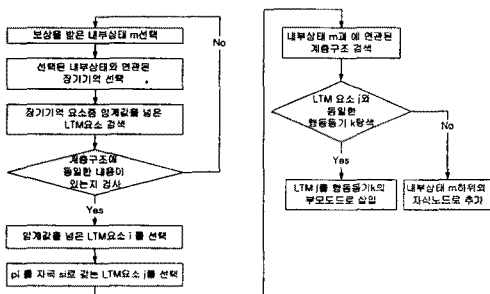 보상을 받은 내부상태 m선택
선택된 내부상태와 연관된
장기기억 선택
장기기억 요소중 임계값을 넘은
LTM요소 검색
계층구조에
동일한 내용이
있는지 검사
No
Yes
임계값을 넘은 LTM요소 i 를 선택
pi 를 자극 si로 갖는 LTM요소 j를 선택
내부상태 m과 에 연관된
계층구조 검색
LTM 요소 j와
동일한
행동동기 k탐색
No
Yes
LTM j를 행동동기k의
부모노드로 삽입
내부상태 m하위의
자식노드로 추가